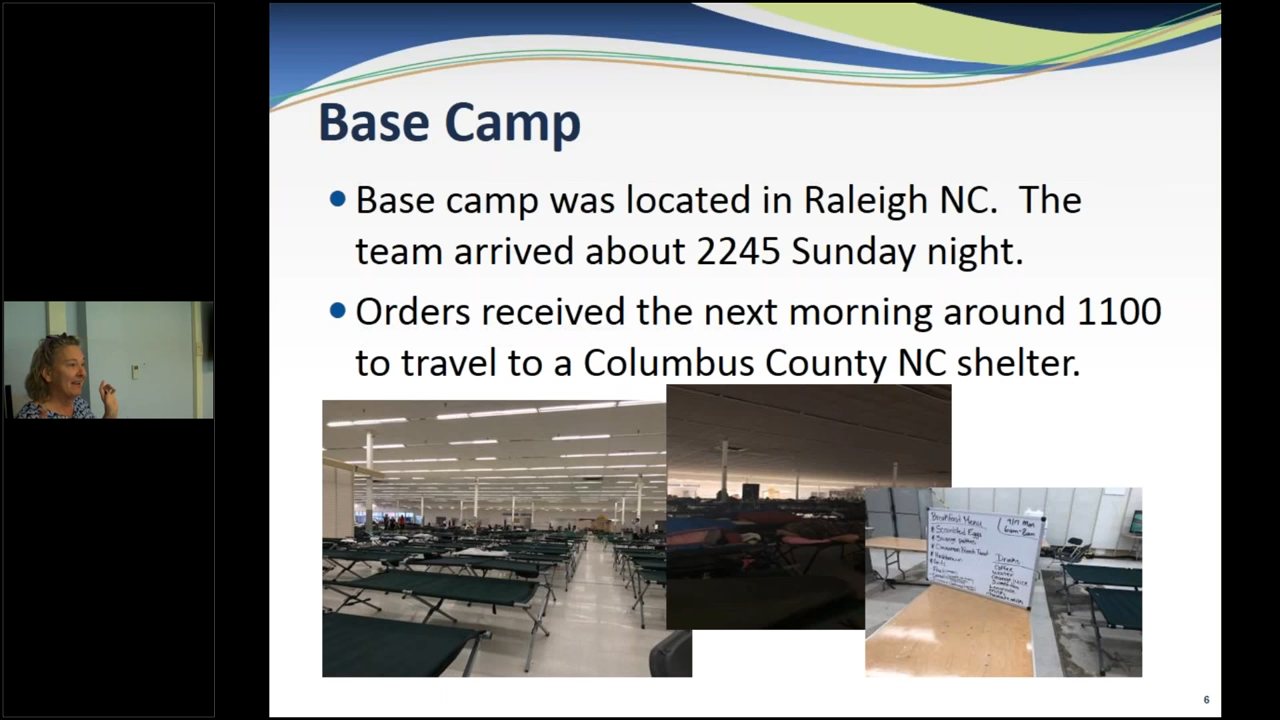 Base Camp
Base camp was located in Raleigh NC. The
team arrived about 2245 Sunday night.
Orders received the next morning around 1100
to travel to a Columbus County NC shelter.
Breakfast Menu
Scrambled Eggs
Drinks
Coffee
6